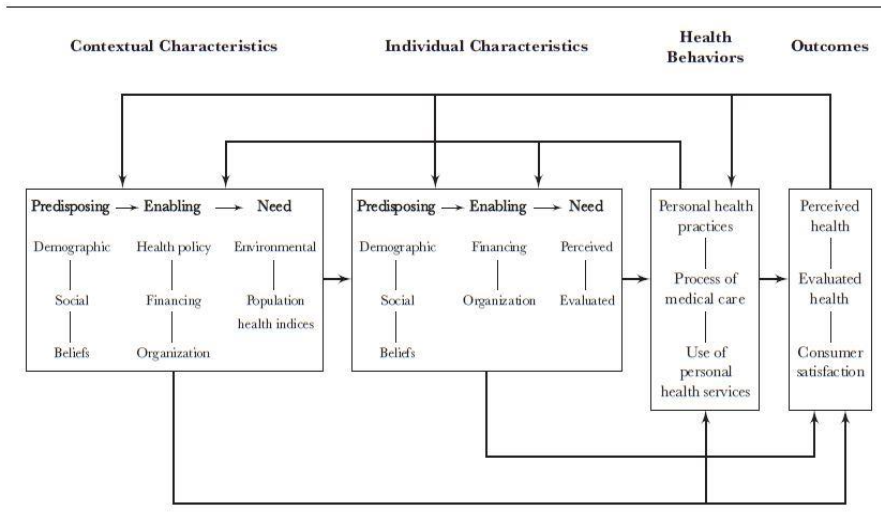 Contextual Characteristics
Individual Characteristics
Health
Behaviors
Outcomes
Predisposing
Enabling
Need
Demographic
Health policy
Environmental
Social
Financing
Population
health indices
Beliefs
Organization
Predisposing
Enabling
Need
Demographic
Financing
Perceived
Social
Organization
Evaluated
Beliefs
Personal health
practices
Process of
medical care
Use of
personal
health services
Perceived
health
Evaluated
health
Consumer
satisfaction